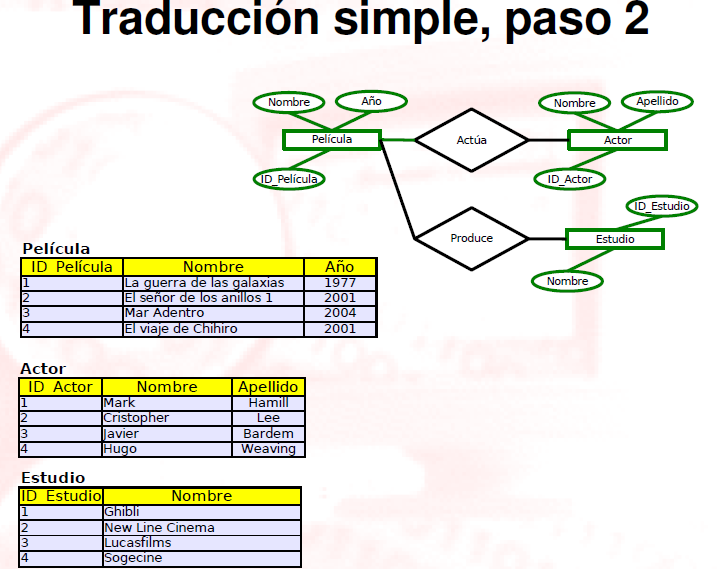 Traducción simple, paso 2
Nombre Año Nombre Apellido
Película Actúa Actor
ID_Película ID_Actor
ID_Estudio
Produce Estudio
Nombre
Película
ID_Película Nombre Año
1 La guerra de las galaxias 1977
2 El señor de los anillos 1 2001
3 Mar Adentro 2004
4 El viaje de Chihiro 2001
Actor
ID_Actor Nombre Apellido
1 Mark Hamill
2 Cristopher Lee
3 Javier Bardem
4 Hugo Weaving
Estudio
ID_Estudio Nombre
1 Ghibli
2 New Line Cinema
3 Lucasfilms
4 Sogecine